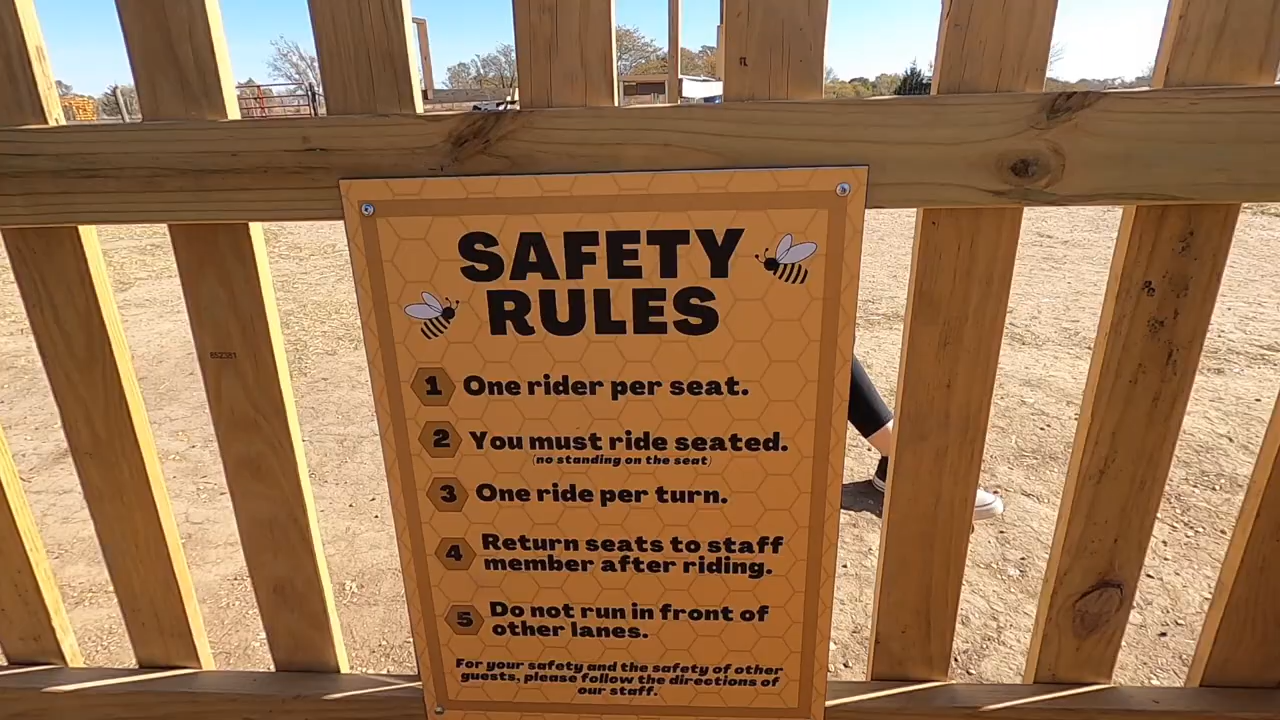 SAFETY
RULES
1 One rider per seat.
2 You must ride seated.
(no standing on the seat)
3 One ride per turn.
4 Return seats to staff
member after riding.
5 Do not run in front of
other lanes.
For your safety and the safety of other
guests, please follow the directions of
our staff.